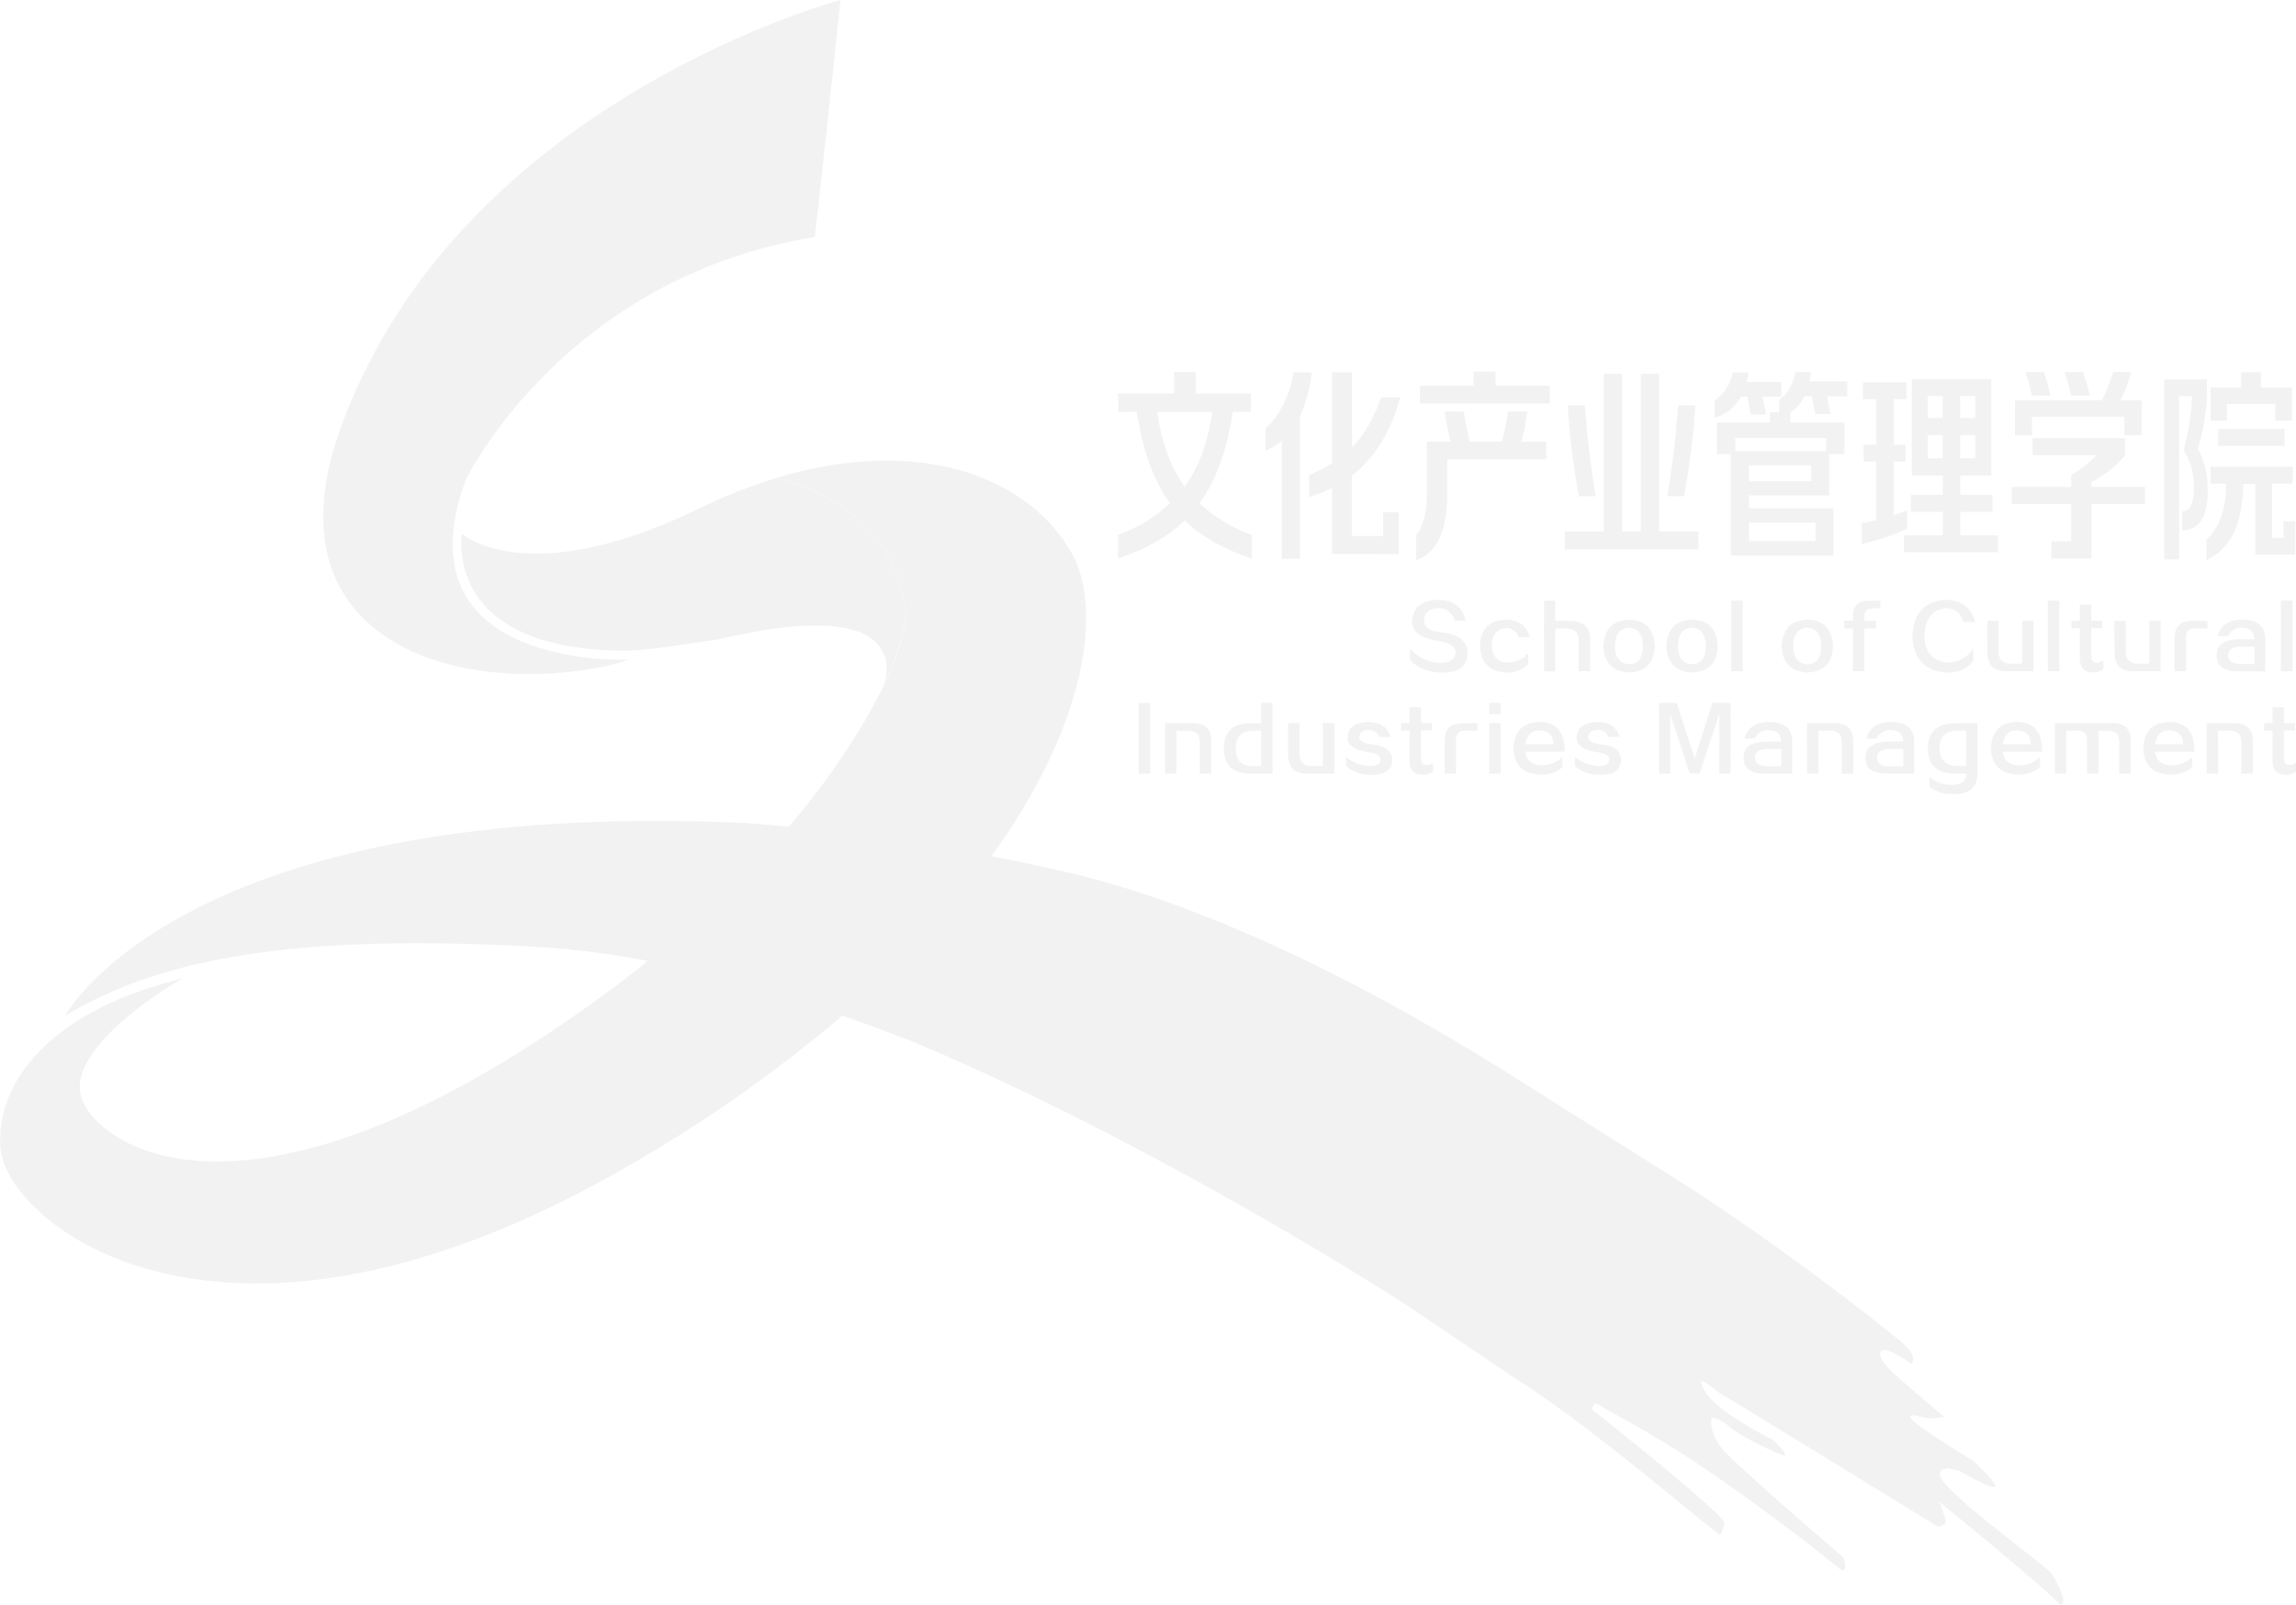 文化产业管理学院
School of Cultural
Industries Management